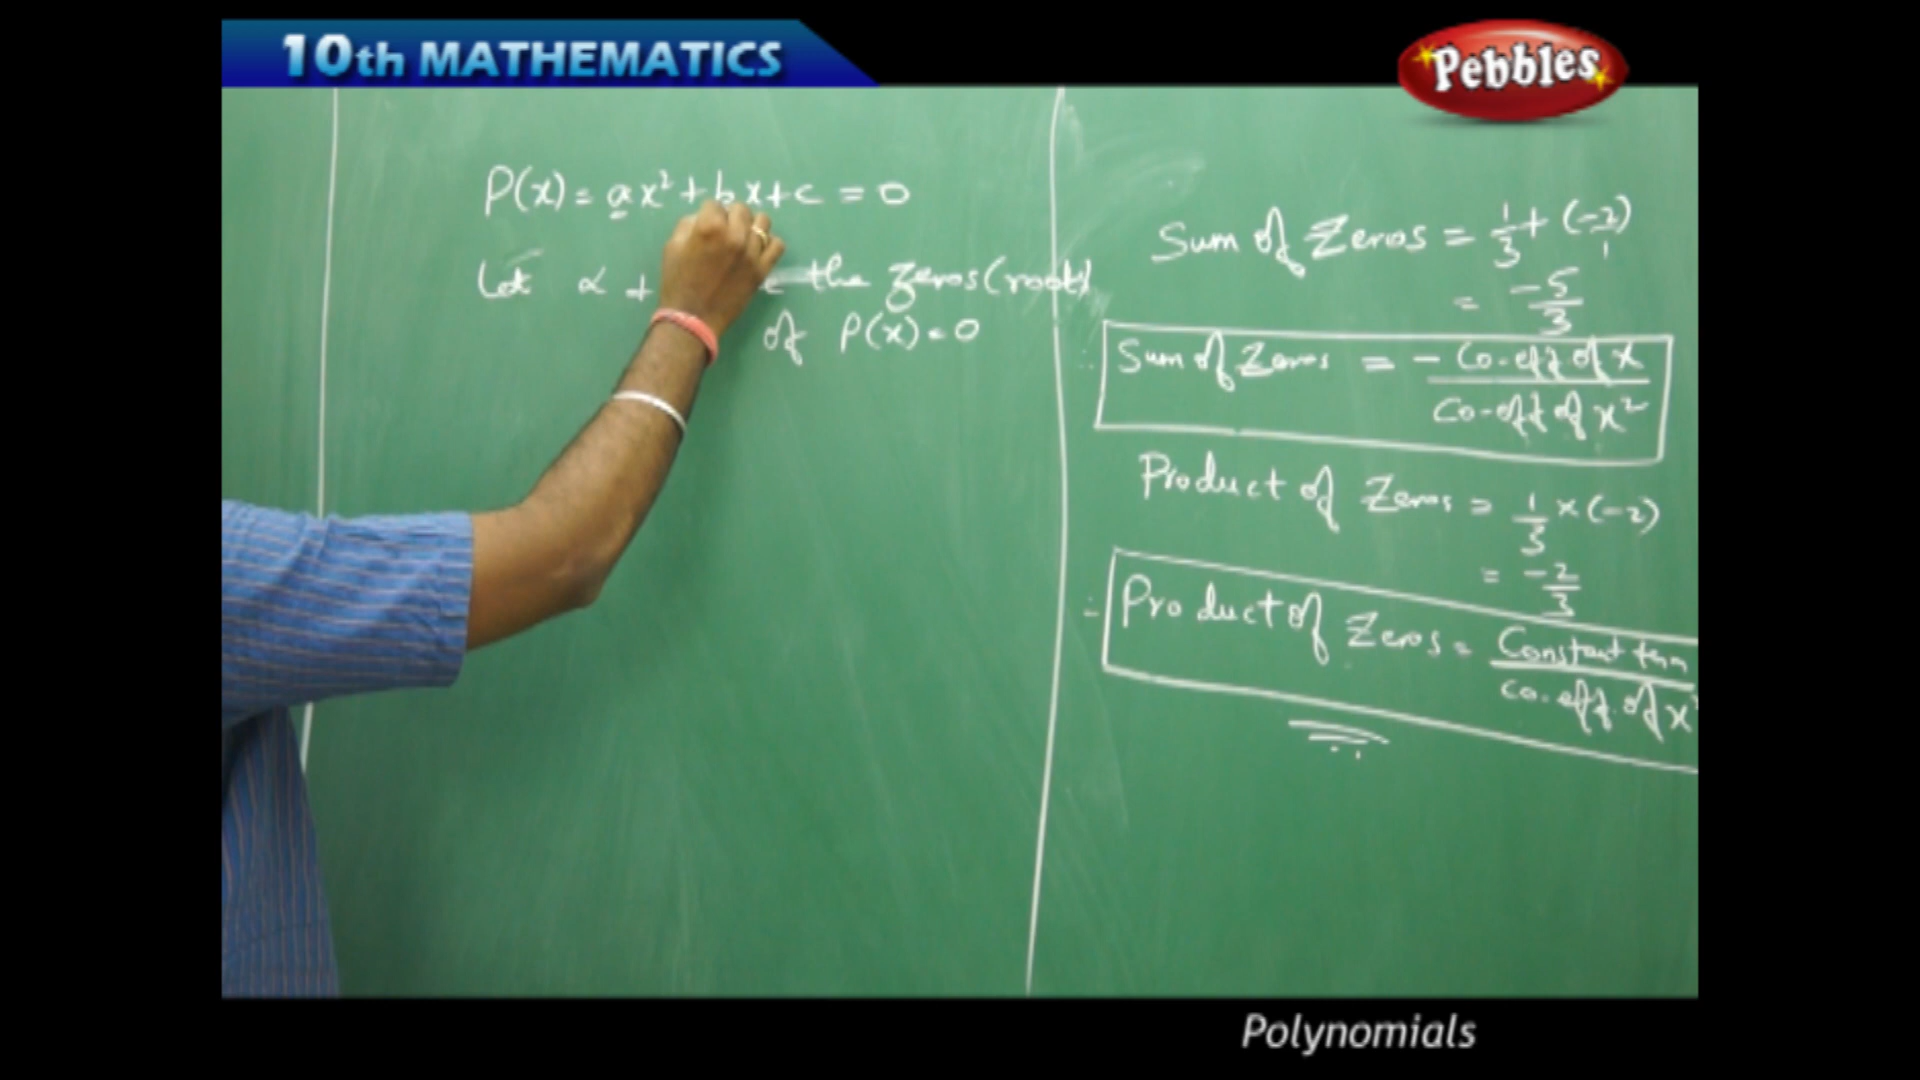 10th MATHEMATICS
Pebbles
P(x) = ax² + bx + c = 0
Let α + the zeros (roots)
of P(x) = 0
Sum of Zeros = 1/3 + (-2)/1
= -5/3
∴ Sum of Zeros = - Co-eff of x / Co-eff of x²
Product of Zeros = 1/3 × (-2)
= -2/3
∴ Product of Zeros = Constant term / co.eff. of x²
Polynomials